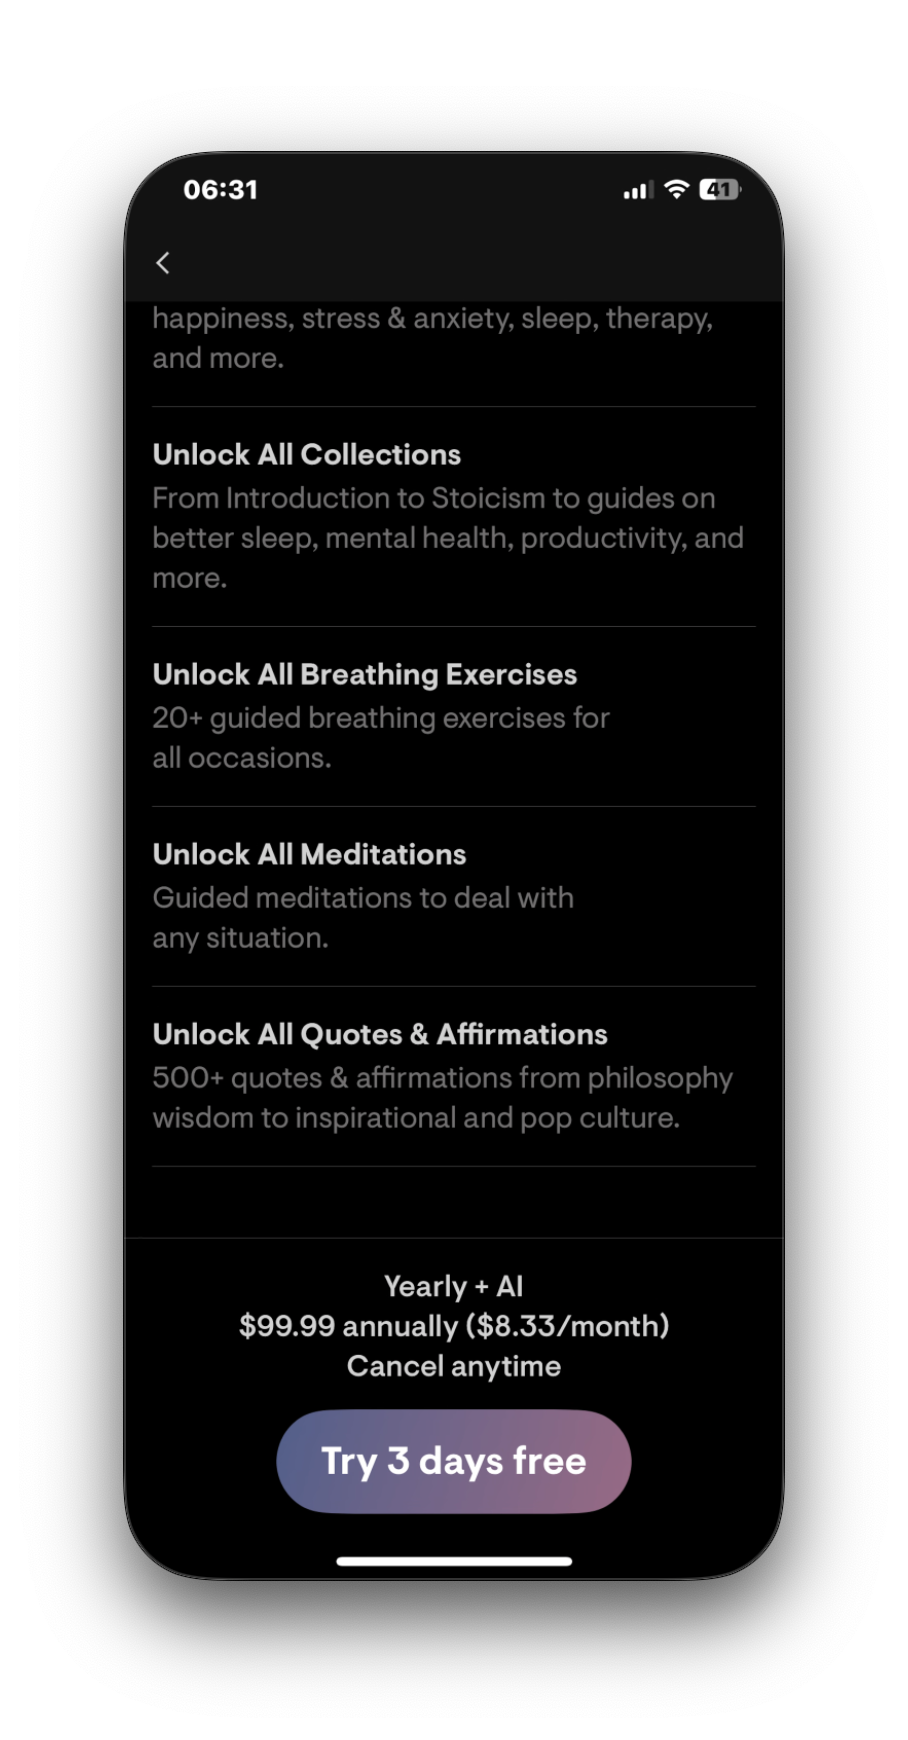 06:31
41
happiness, stress & anxiety, sleep, therapy,
and more.
Unlock All Collections
From Introduction to Stoicism to guides on
better sleep, mental health, productivity, and
more.
Unlock All Breathing Exercises
20+ guided breathing exercises for
all occasions.
Unlock All Meditations
Guided meditations to deal with
any situation.
Unlock All Quotes & Affirmations
500+ quotes & affirmations from philosophy
wisdom to inspirational and pop culture.
Yearly + AI
$99.99 annually ($8.33/month)
Cancel anytime
Try 3 days free